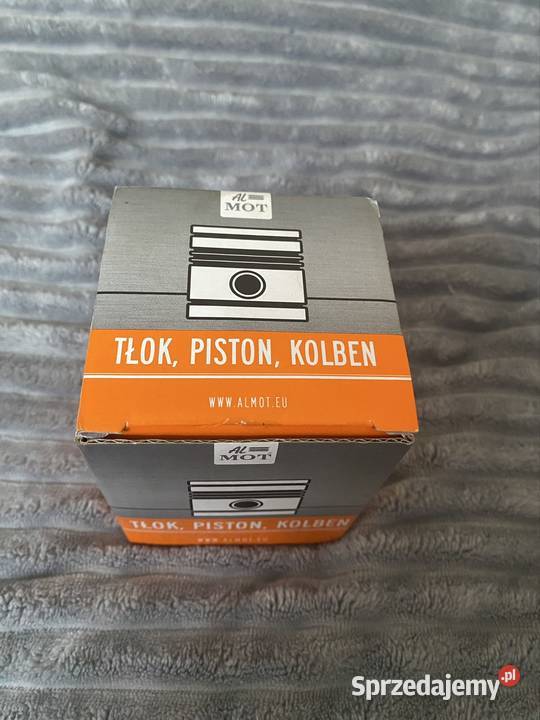 AL
MOT
TŁOK, PISTON, KOLBEN
WWW.ALMOT.EU
AL
MOT
TŁOK, PISTON, KOLBEN
WWW.ALMOT.EU
Sprzedajemy.pl